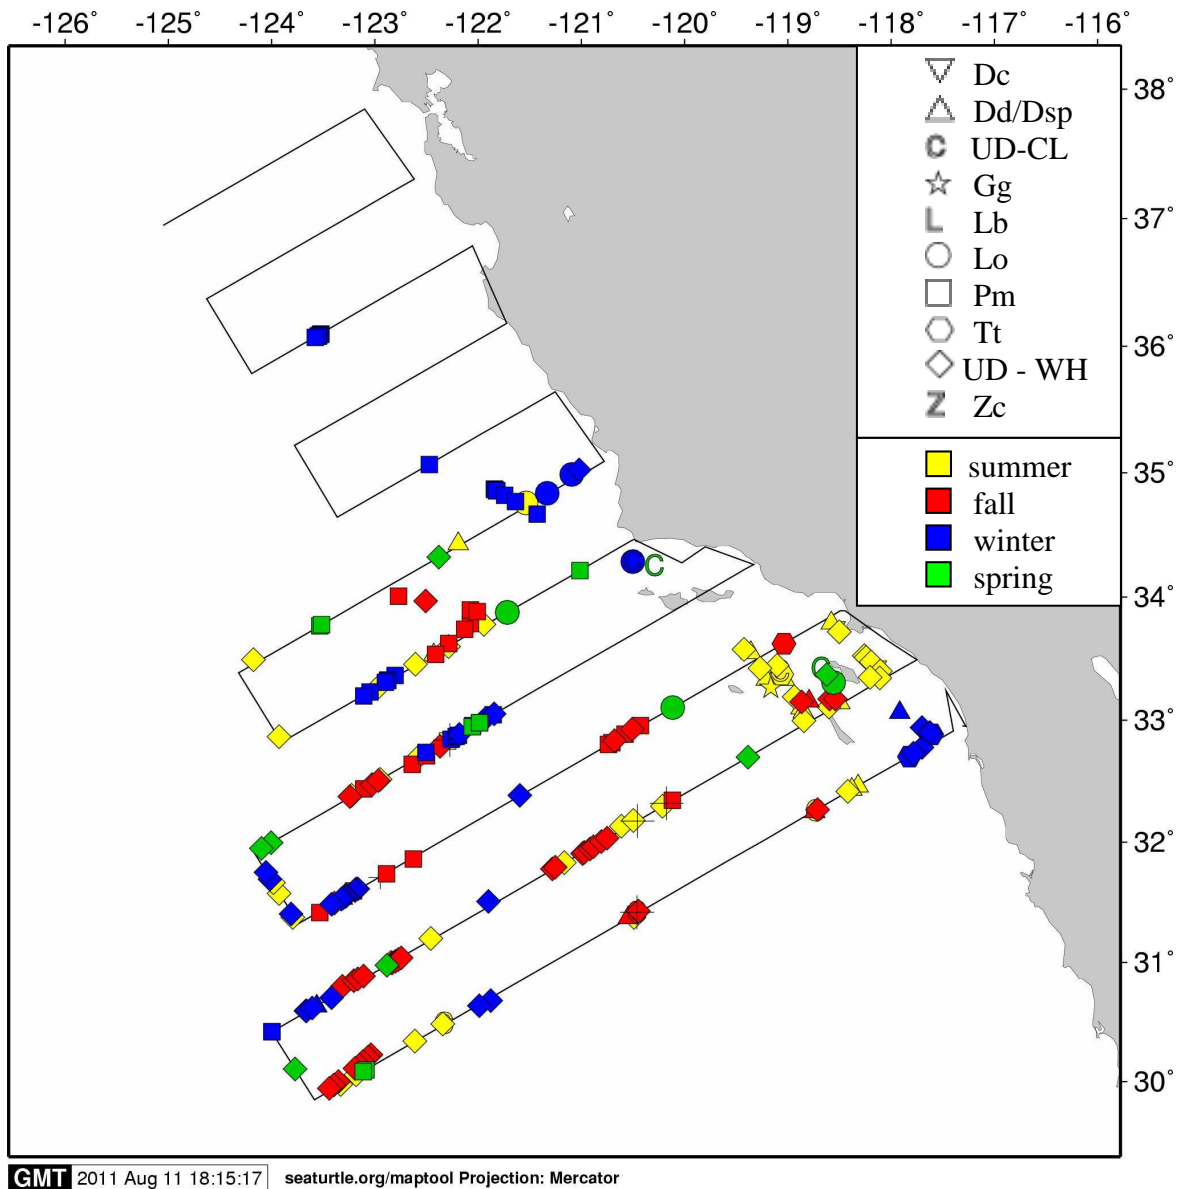 -126° -125° -124° -123° -122° -121° -120° -119° -118° -117° -116°
Dc
38°
Dd/Dsp
C UD-CL
Gg
37°
L Lb
Lo
Pm
Tt
36°
UD - WH
Z Zc
summer
35°
fall
winter
C
spring
34°
C
33°
32°
31°
30°
GMT 2011 Aug 11 18:15:17 seaturtle.org/maptool Projection: Mercator